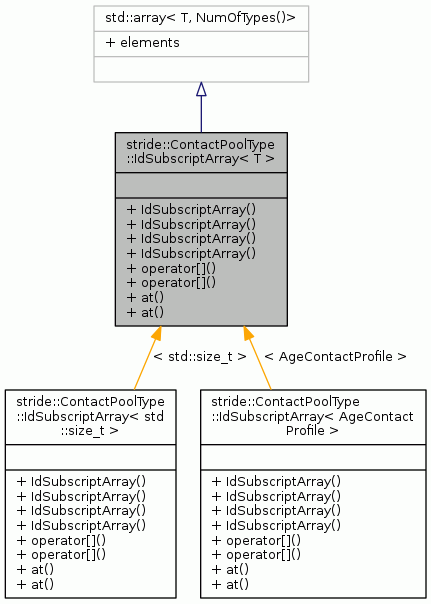 std::array< T, NumOfTypes()>
+ elements
stride::ContactPoolType
::IdSubscriptArray< T >
+ IdSubscriptArray()
+ IdSubscriptArray()
+ IdSubscriptArray()
+ IdSubscriptArray()
+ operator[]()
+ operator[]()
+ at()
+ at()
< std::size_t >
< AgeContactProfile >
stride::ContactPoolType
::IdSubscriptArray< std
::size_t >
+ IdSubscriptArray()
+ IdSubscriptArray()
+ IdSubscriptArray()
+ IdSubscriptArray()
+ operator[]()
+ operator[]()
+ at()
+ at()
stride::ContactPoolType
::IdSubscriptArray< AgeContact
Profile >
+ IdSubscriptArray()
+ IdSubscriptArray()
+ IdSubscriptArray()
+ IdSubscriptArray()
+ operator[]()
+ operator[]()
+ at()
+ at()